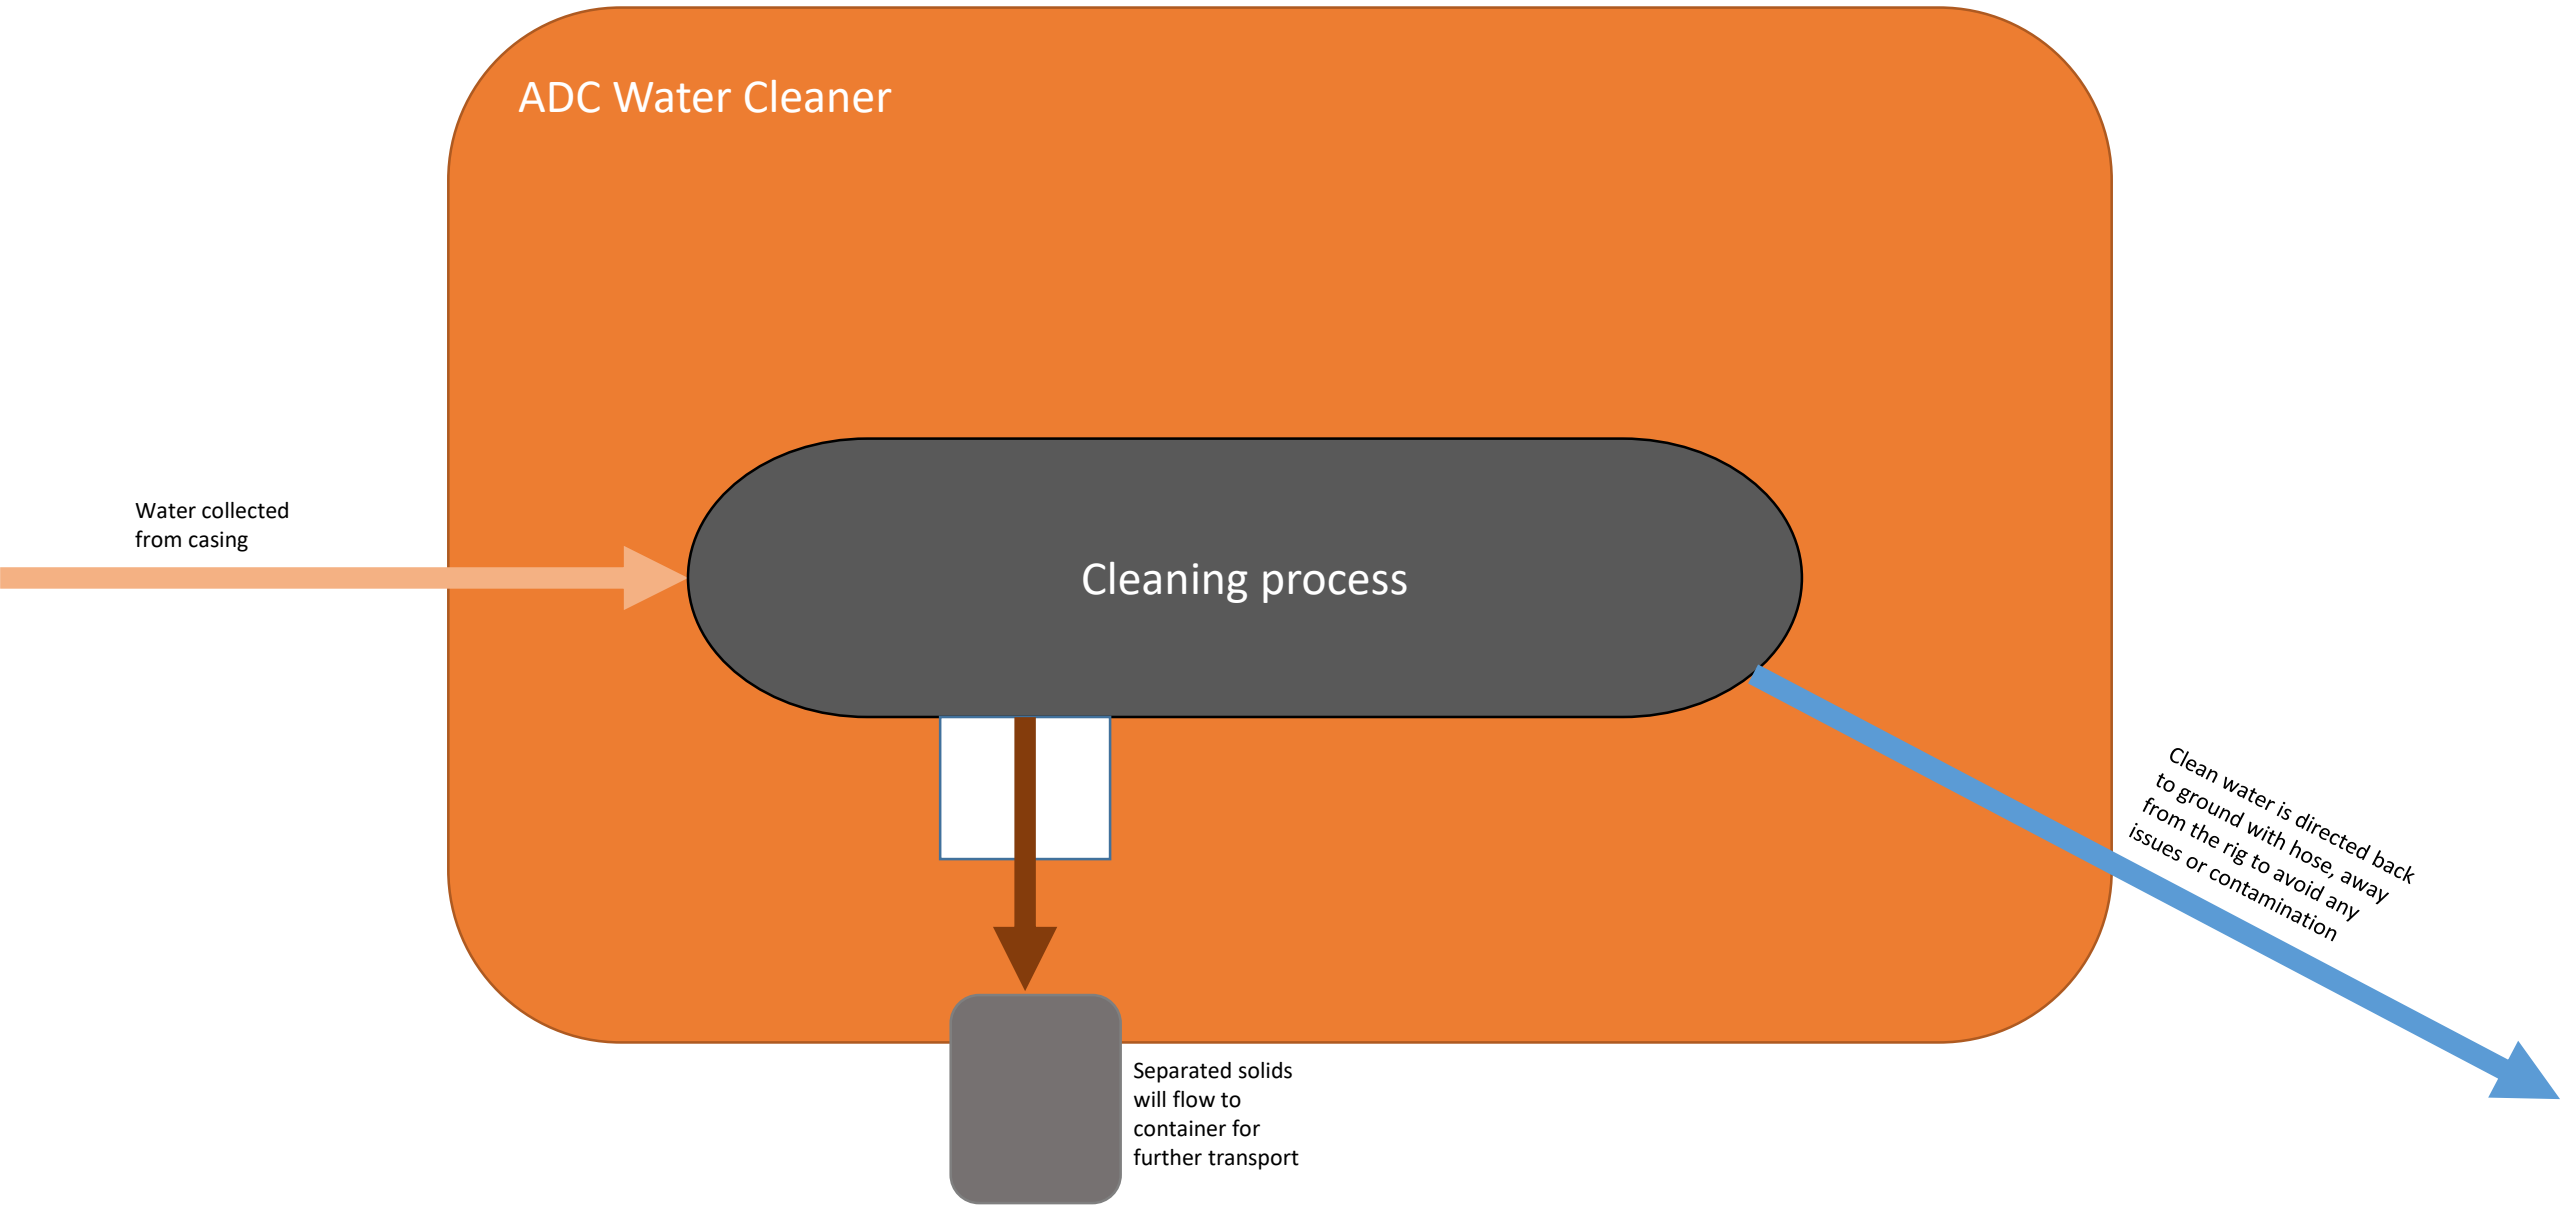 ADC Water Cleaner
Water collected
from casing
Cleaning process
Clean water is directed back
to ground with hose, away
from the rig to avoid any
issues or contamination
Separated solids
will flow to
container for
further transport